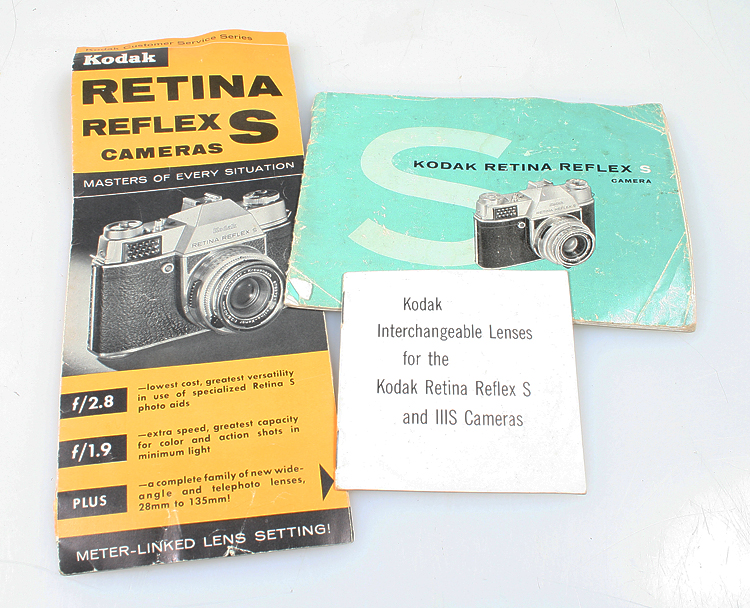 Kodak Customer Service Series
Kodak
RETINA
REFLEX S
CAMERAS
MASTERS OF EVERY SITUATION
Kodak
RETINA REFLEX S
f/2.8
—lowest cost, greatest versatility
in use of specialized Retina S
photo aids
f/1.9
—extra speed, greatest capacity
for color and action shots in
minimum light
PLUS
—a complete family of new wide-
angle and telephoto lenses,
28mm to 135mm!
METER-LINKED LENS SETTING!
S
KODAK RETINA REFLEX S
CAMERA
Kodak
RETINA REFLEX S
Kodak
Interchangeable Lenses
for the
Kodak Retina Reflex S
and IIIS Cameras